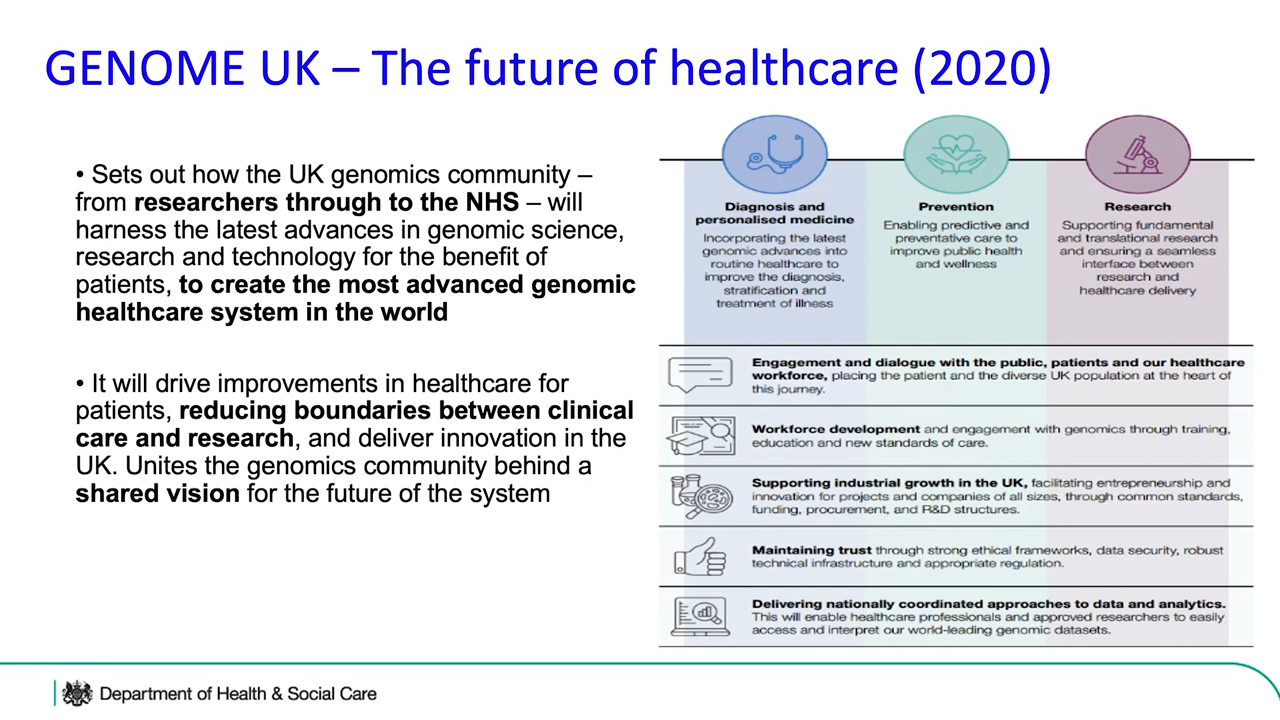 GENOME UK – The future of healthcare (2020)
• Sets out how the UK genomics community –
from researchers through to the NHS – will
harness the latest advances in genomic science,
research and technology for the benefit of
patients, to create the most advanced genomic
healthcare system in the world
• It will drive improvements in healthcare for
patients, reducing boundaries between clinical
care and research, and deliver innovation in the
UK. Unites the genomics community behind a
shared vision for the future of the system
Diagnosis and
personalised medicine
Incorporating the latest
genomic advances into
routine healthcare to
improve the diagnosis,
stratification and
treatment of illness
Prevention
Enabling predictive and
preventative care to
improve public health
and wellness
Research
Supporting fundamental
and translational research
and ensuring a seamless
interface between
research and
healthcare delivery
Engagement and dialogue with the public, patients and our healthcare
workforce, placing the patient and the diverse UK population at the heart of
this journey.
Workforce development and engagement with genomics through training,
education and new standards of care.
Supporting industrial growth in the UK, facilitating entrepreneurship and
innovation for projects and companies of all sizes, through common standards,
funding, procurement, and R&D structures.
Maintaining trust through strong ethical frameworks, data security, robust
technical infrastructure and appropriate regulation.
Delivering nationally coordinated approaches to data and analytics.
This will enable healthcare professionals and approved researchers to easily
access and interpret our world-leading genomic datasets.
Department of Health & Social Care